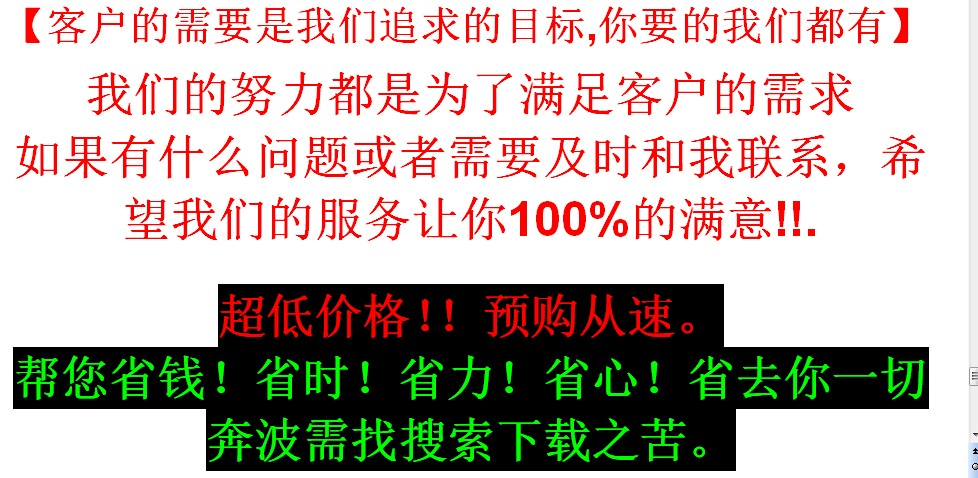 【客户的需要是我们追求的目标,你要的我们都有】
我们的努力都是为了满足客户的需求
如果有什么问题或者需要及时和我联系，希
望我们的服务让你100%的满意!!.
超低价格!！预购从速。
帮您省钱！省时！省力！省心！省去你一切
奔波需找搜索下载之苦。